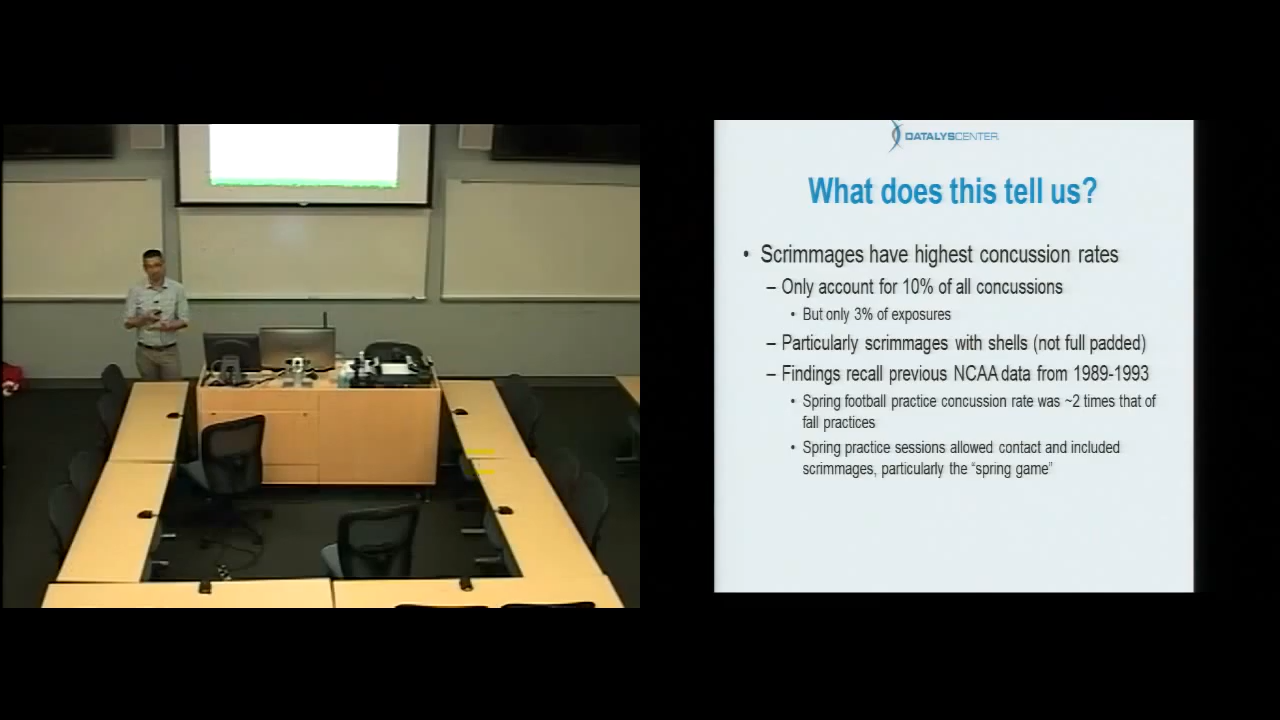 DATALYSCENTER
What does this tell us?
• Scrimmages have highest concussion rates
– Only account for 10% of all concussions
• But only 3% of exposures
– Particularly scrimmages with shells (not full padded)
– Findings recall previous NCAA data from 1989-1993
• Spring football practice concussion rate was ~2 times that of
fall practices
• Spring practice sessions allowed contact and included
scrimmages, particularly the “spring game”